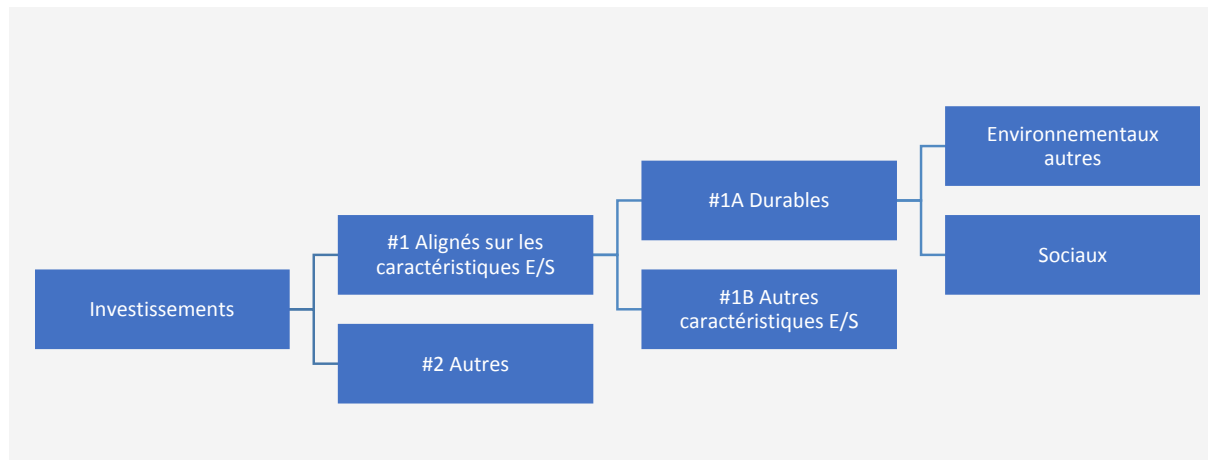 Investissements
#1 Alignés sur les
caractéristiques E/S
#2 Autres
#1A Durables
#1B Autres
caractéristiques E/S
Environnementaux
autres
Sociaux